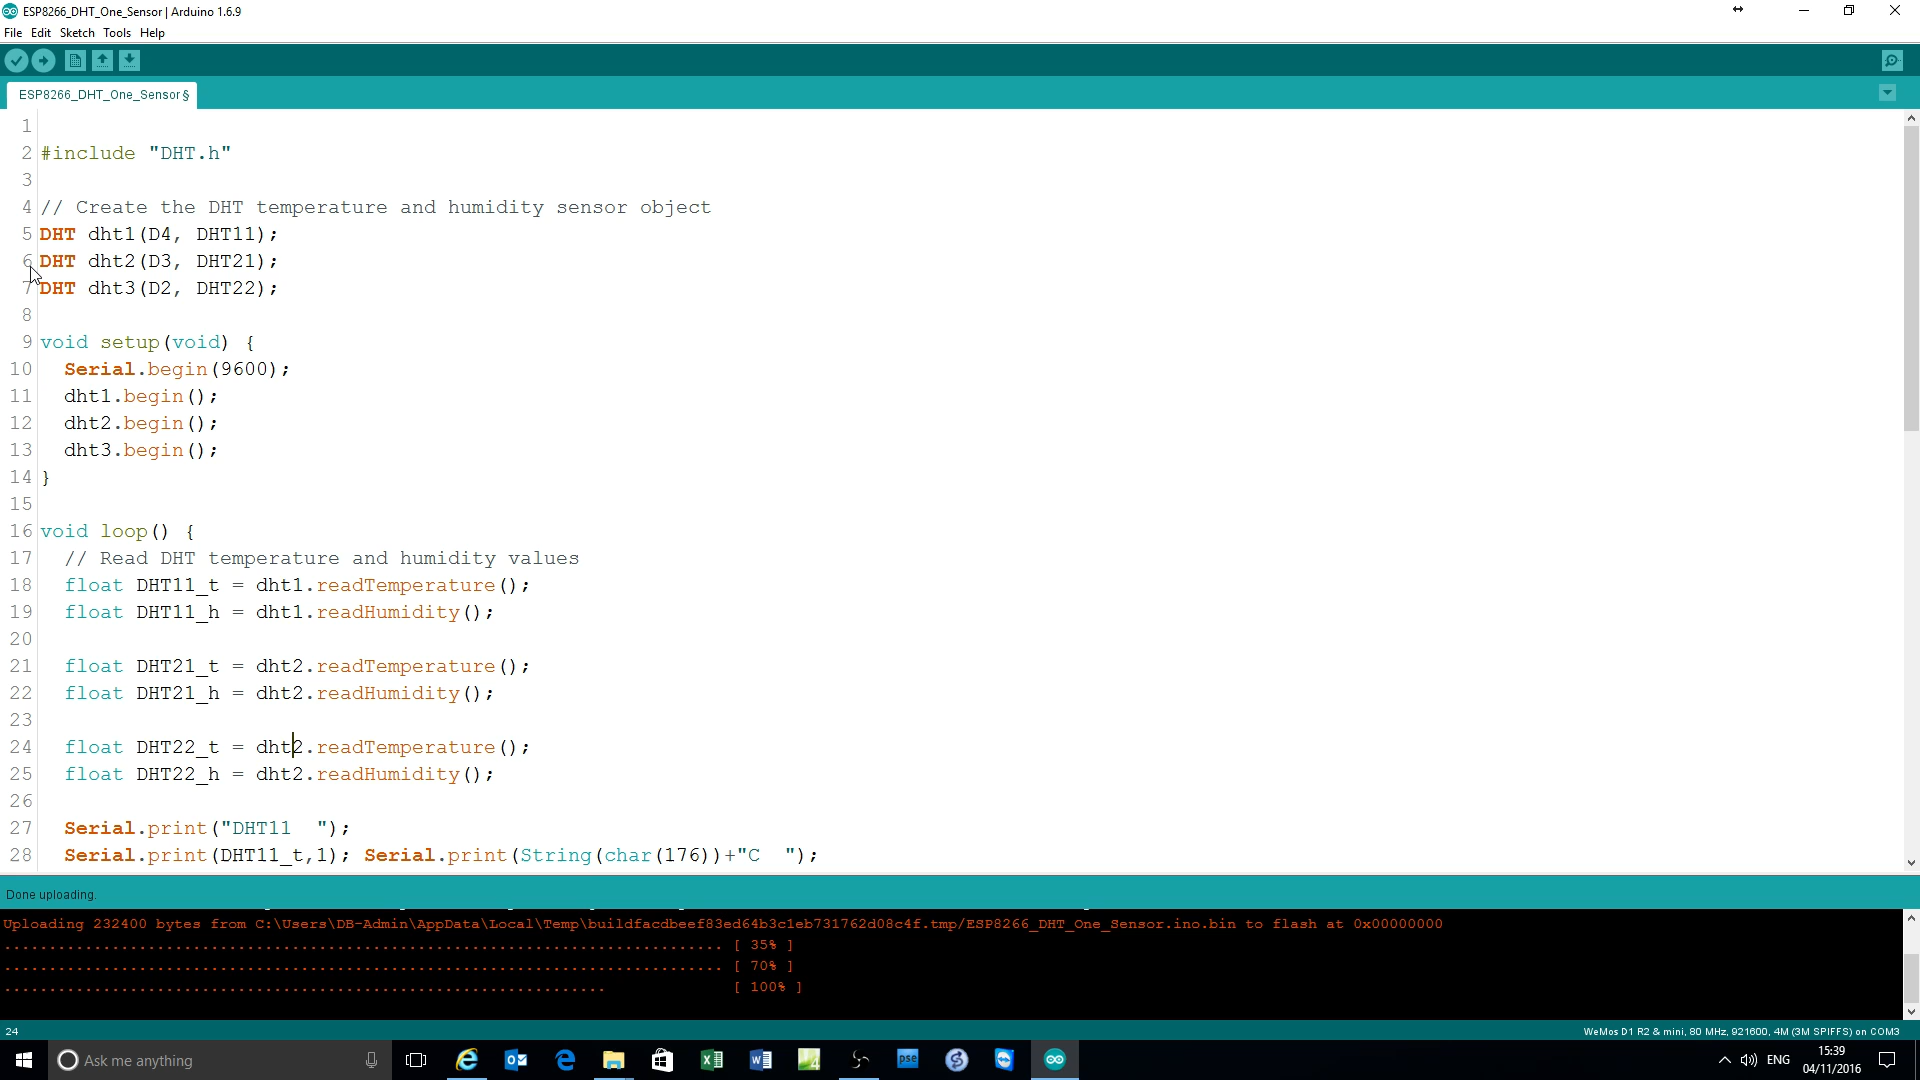 ESP8266_DHT_One_Sensor | Arduino 1.6.9
File Edit Sketch Tools Help
ESP8266_DHT_One_Sensor §
1
2 #include "DHT.h"
3
4 // Create the DHT temperature and humidity sensor object
5 DHT dht1(D4, DHT11);
6 DHT dht2(D3, DHT21);
7 DHT dht3(D2, DHT22);
8
9 void setup(void) {
10   Serial.begin(9600);
11   dht1.begin();
12   dht2.begin();
13   dht3.begin();
14 }
15
16 void loop() {
17   // Read DHT temperature and humidity values
18   float DHT11_t = dht1.readTemperature();
19   float DHT11_h = dht1.readHumidity();
20
21   float DHT21_t = dht2.readTemperature();
22   float DHT21_h = dht2.readHumidity();
23
24   float DHT22_t = dht2.readTemperature();
25   float DHT22_h = dht2.readHumidity();
26
27   Serial.print("DHT11  ");
28   Serial.print(DHT11_t,1); Serial.print(String(char(176))+"C  ");
Done uploading.
Uploading 232400 bytes from C:\Users\DB-Admin\AppData\Local\Temp\buildfacdbeef83ed64b3c1eb731762d08c4f.tmp/ESP8266_DHT_One_Sensor.ino.bin to flash at 0x00000000
................................................................................ [ 35% ]
................................................................................ [ 70% ]
................................................................... [ 100% ]
24 WeMos D1 R2 & mini, 80 MHz, 921600, 4M (3M SPIFFS) on COM3
Ask me anything
pse
ENG
15:39
04/11/2016